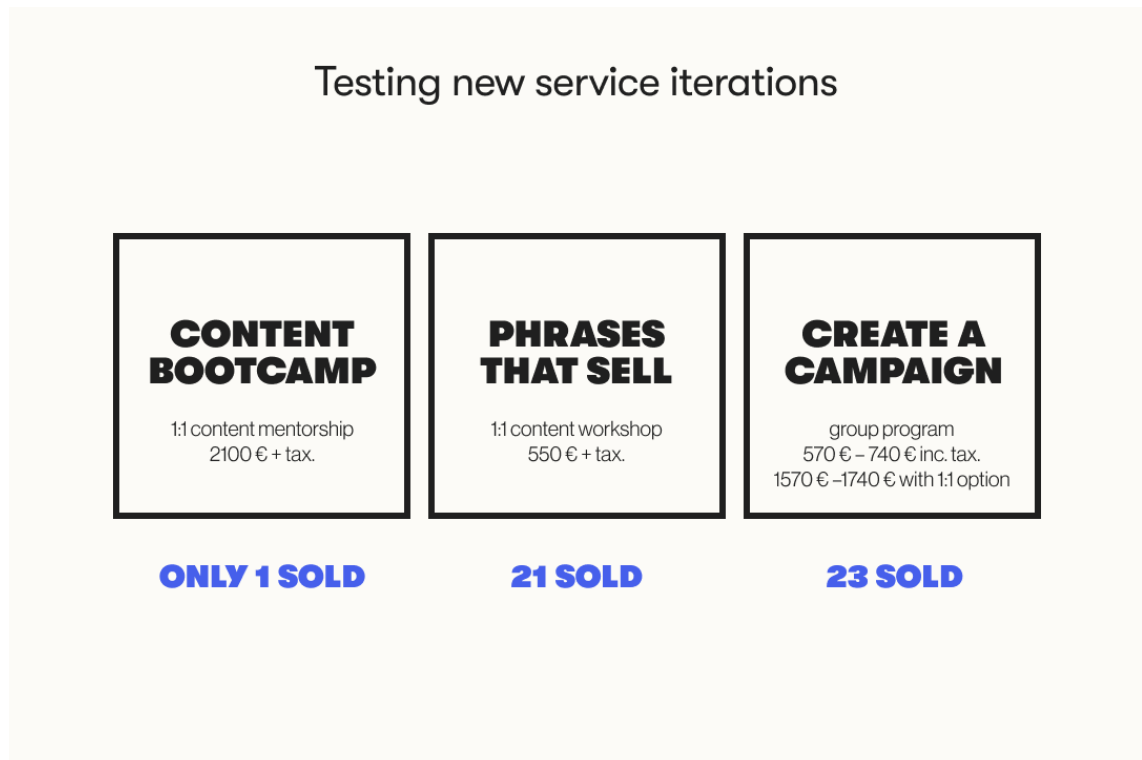 Testing new service iterations
CONTENT
BOOTCAMP
1:1 content mentorship
2100 € + tax.
ONLY 1 SOLD
PHRASES
THAT SELL
1:1 content workshop
550 € + tax.
21 SOLD
CREATE A
CAMPAIGN
group program
570 € – 740 € inc. tax.
1570 € –1740 € with 1:1 option
23 SOLD